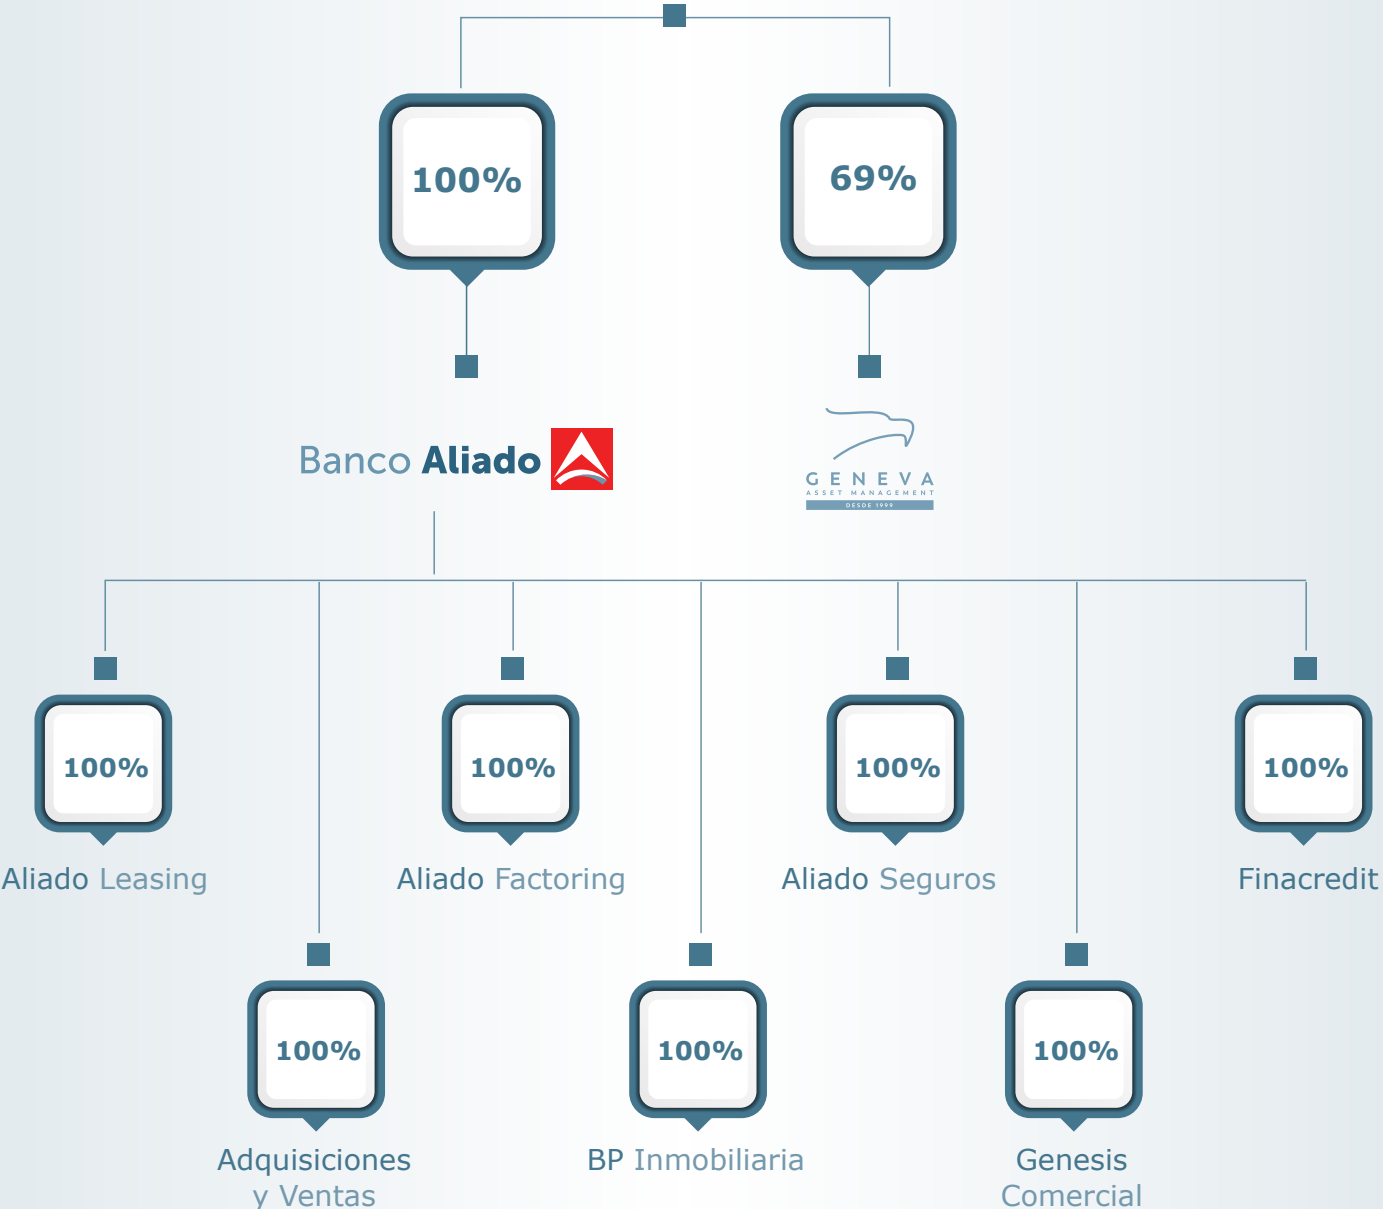 100%
69%
Banco Aliado
GENEVA
ASSET MANAGEMENT
DESDE 1999
100%
100%
100%
100%
Aliado Leasing
Aliado Factoring
Aliado Seguros
Finacredit
100%
100%
100%
Adquisiciones
y Ventas
BP Inmobiliaria
Genesis
Comercial